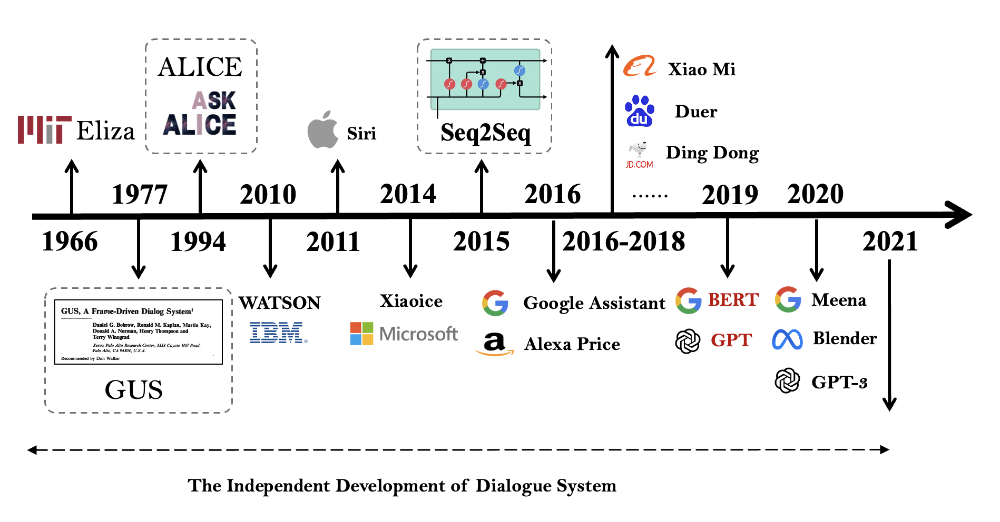 ALICE
ASK
ALICE
MIT Eliza
Siri
Seq2Seq
Xiao Mi
du
Duer
JD.COM
Ding Dong
1977
2010
2014
2016
......
2019
2020
1966
1994
2011
2015
2016-2018
2021
GUS, A Frame-Driven Dialog System¹
Daniel G. Bobrow, Ronald M. Kaplan, Martin Kay,
Donald A. Norman, Henry Thompson and
Terry Winograd
Xerox Palo Alto Research Center, 3333 Coyote Hill Road,
Palo Alto, CA 94304, U.S.A.
Recommended by Don Walker
GUS
WATSON
IBM®
Xiaoice
Microsoft
Google Assistant
a
Alexa Price
BERT
GPT
Meena
Blender
GPT-3
The Independent Development of Dialogue System